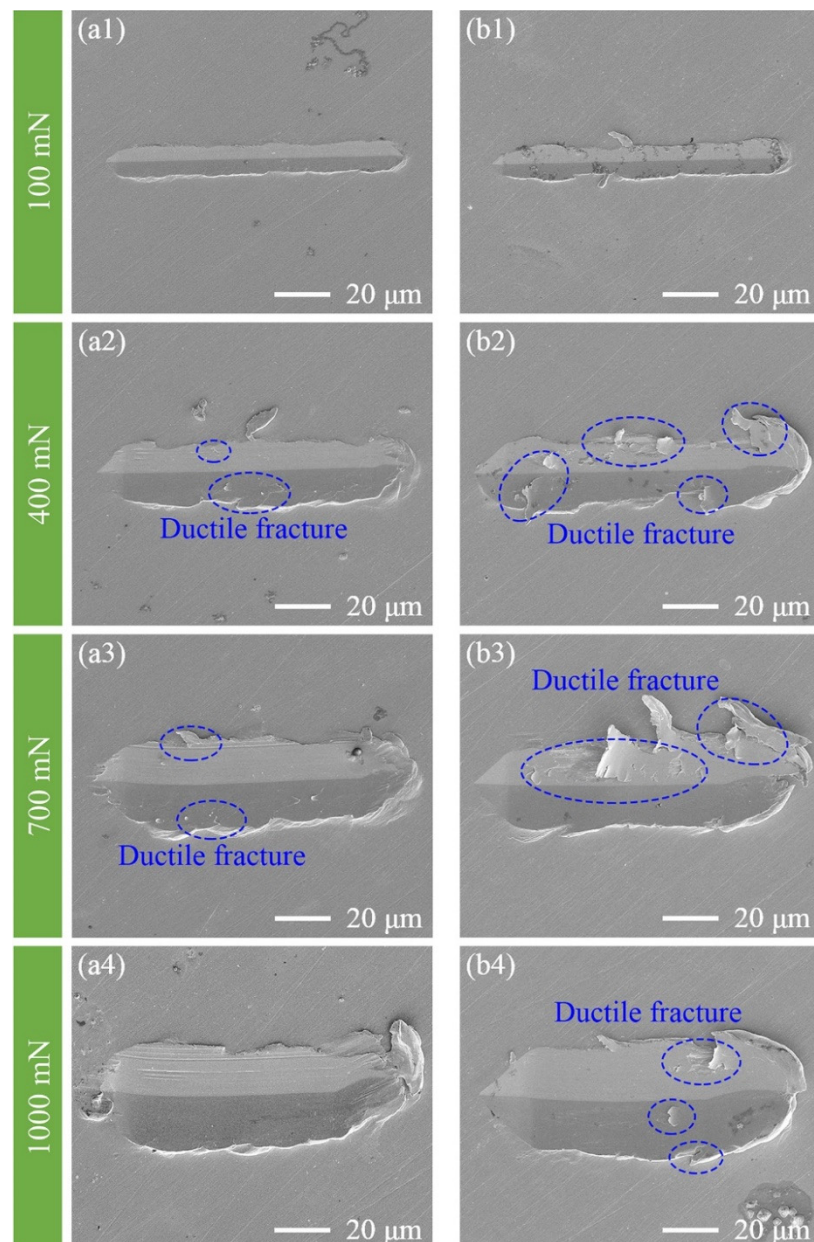 100 mN
(a1)
20 μm
(b1)
20 μm
400 mN
(a2)
Ductile fracture
20 μm
(b2)
Ductile fracture
20 μm
700 mN
(a3)
Ductile fracture
20 μm
(b3)
Ductile fracture
20 μm
1000 mN
(a4)
20 μm
(b4)
Ductile fracture
20 μm